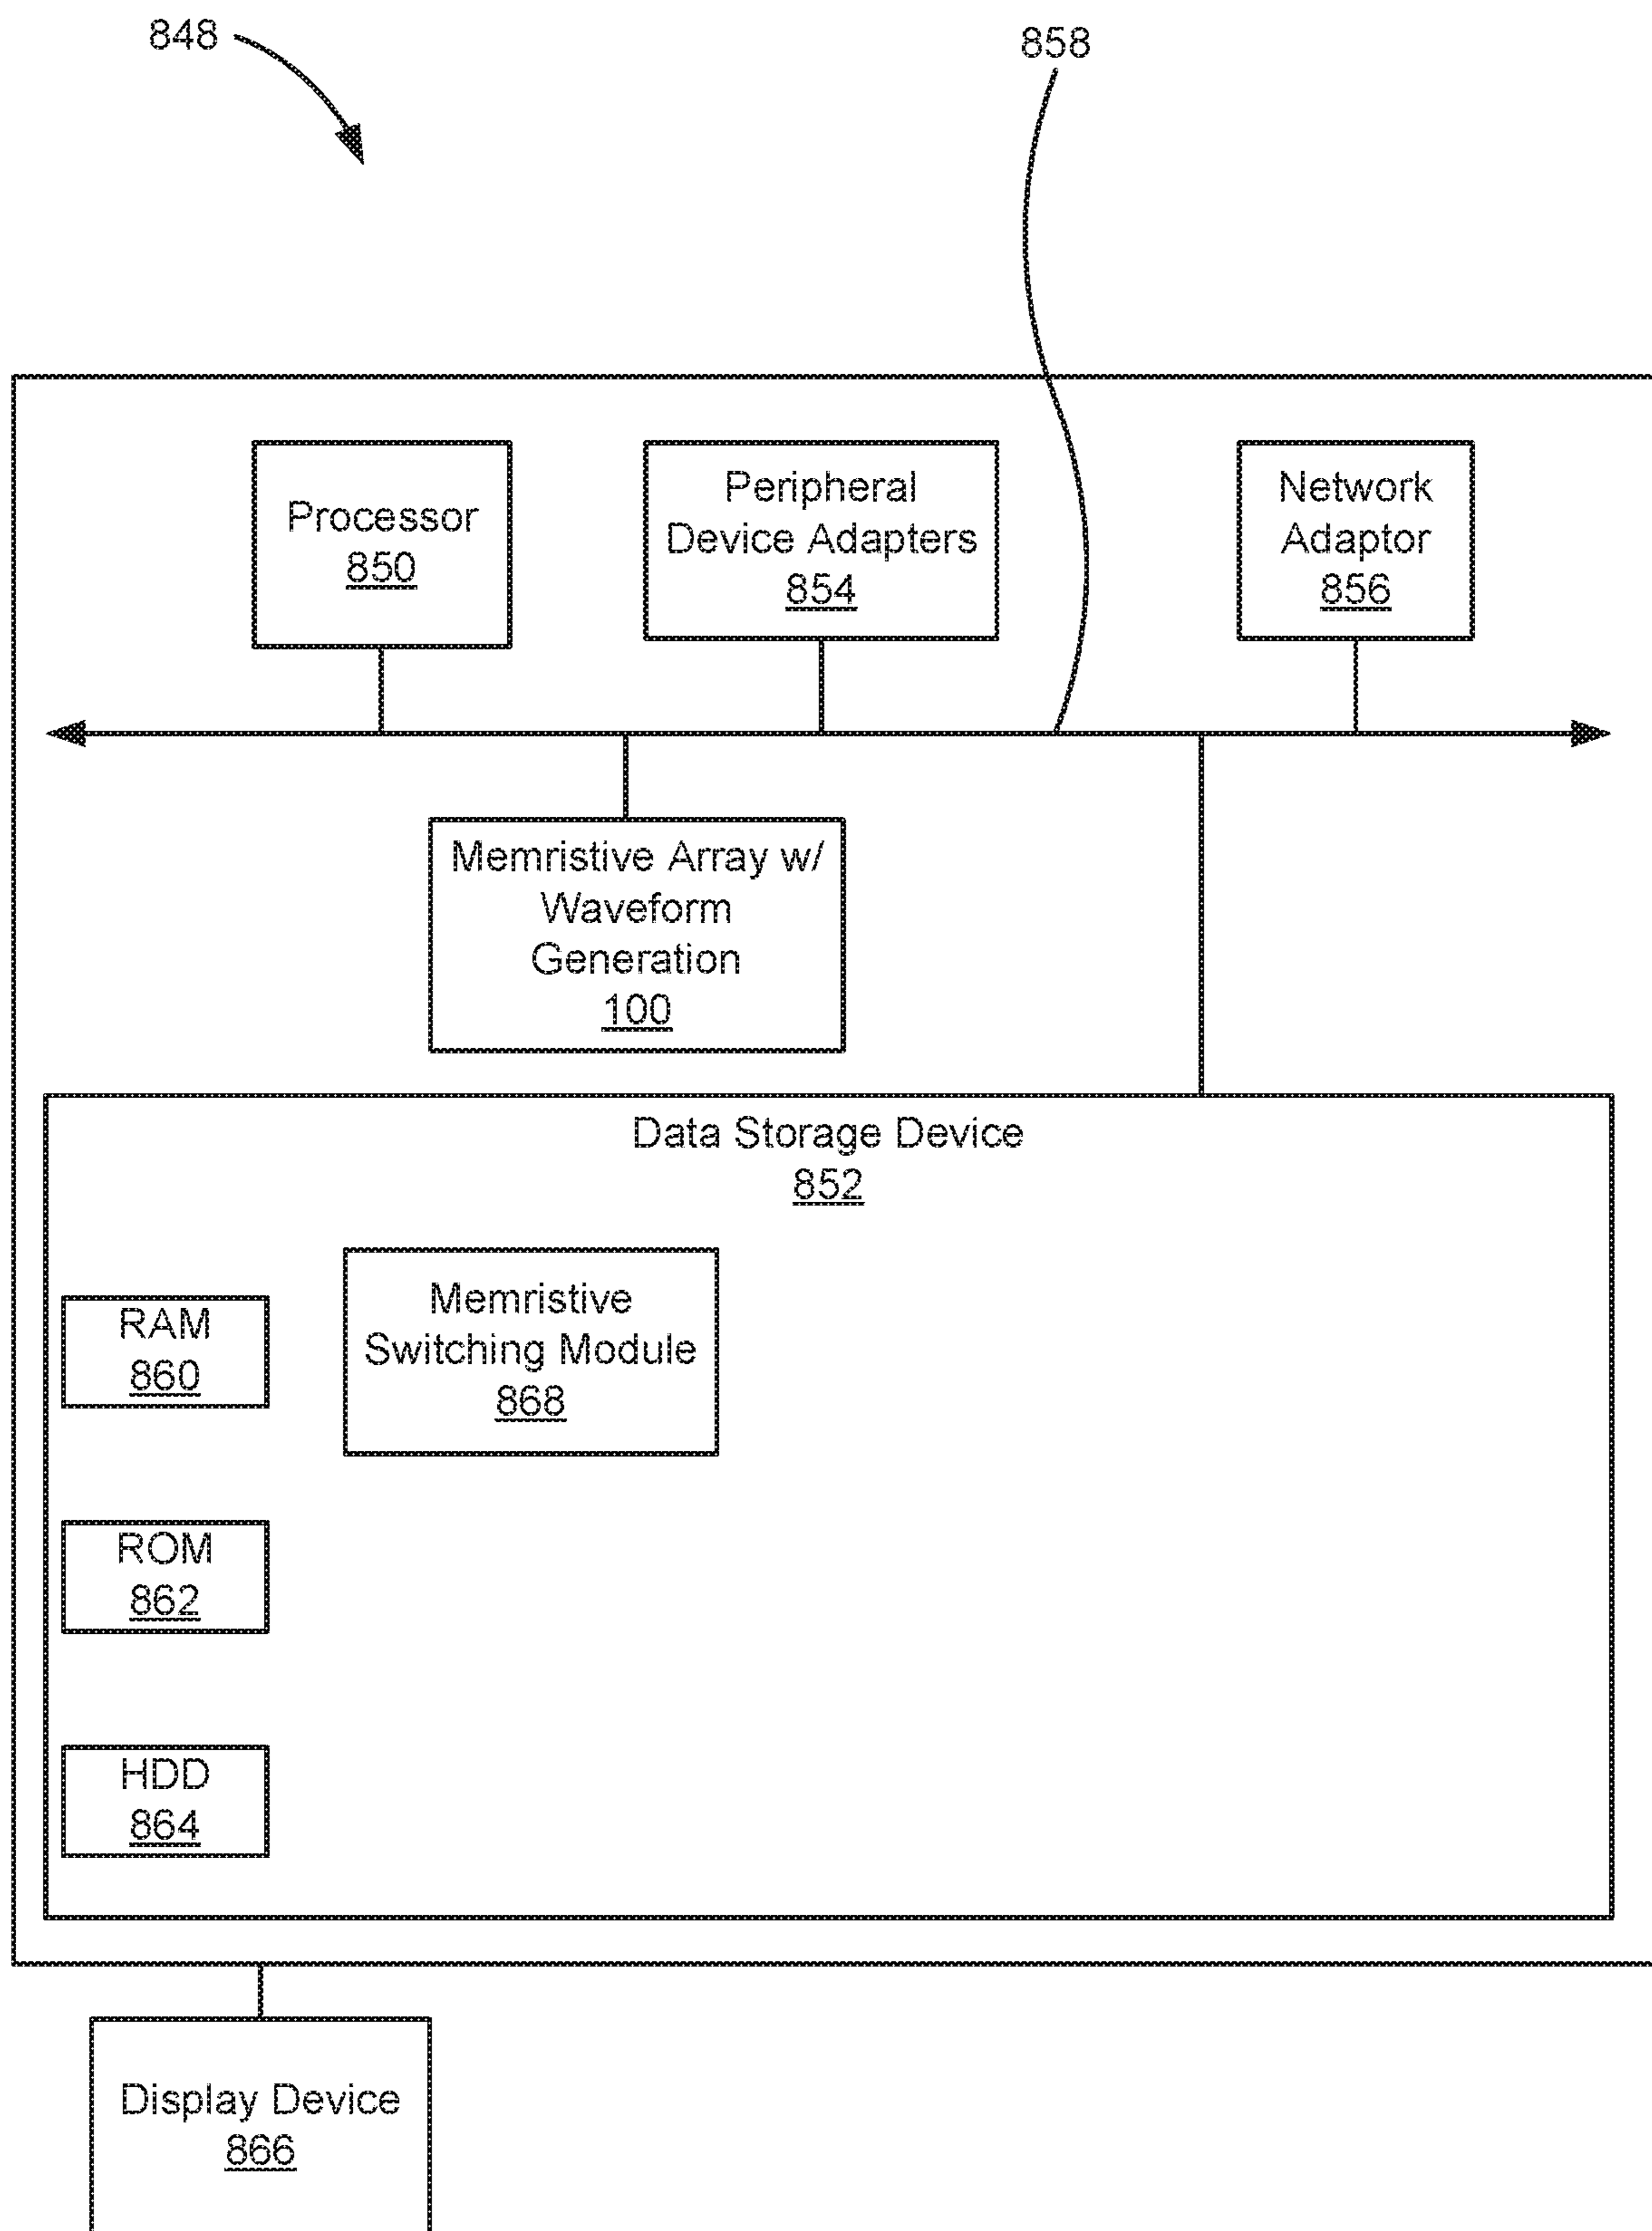 848
858
Processor
850
Peripheral
Device Adapters
854
Network
Adaptor
856
Memristive Array w/
Waveform
Generation
100
Data Storage Device
852
RAM
860
Memristive
Switching Module
868
ROM
862
HDD
864
Display Device
866